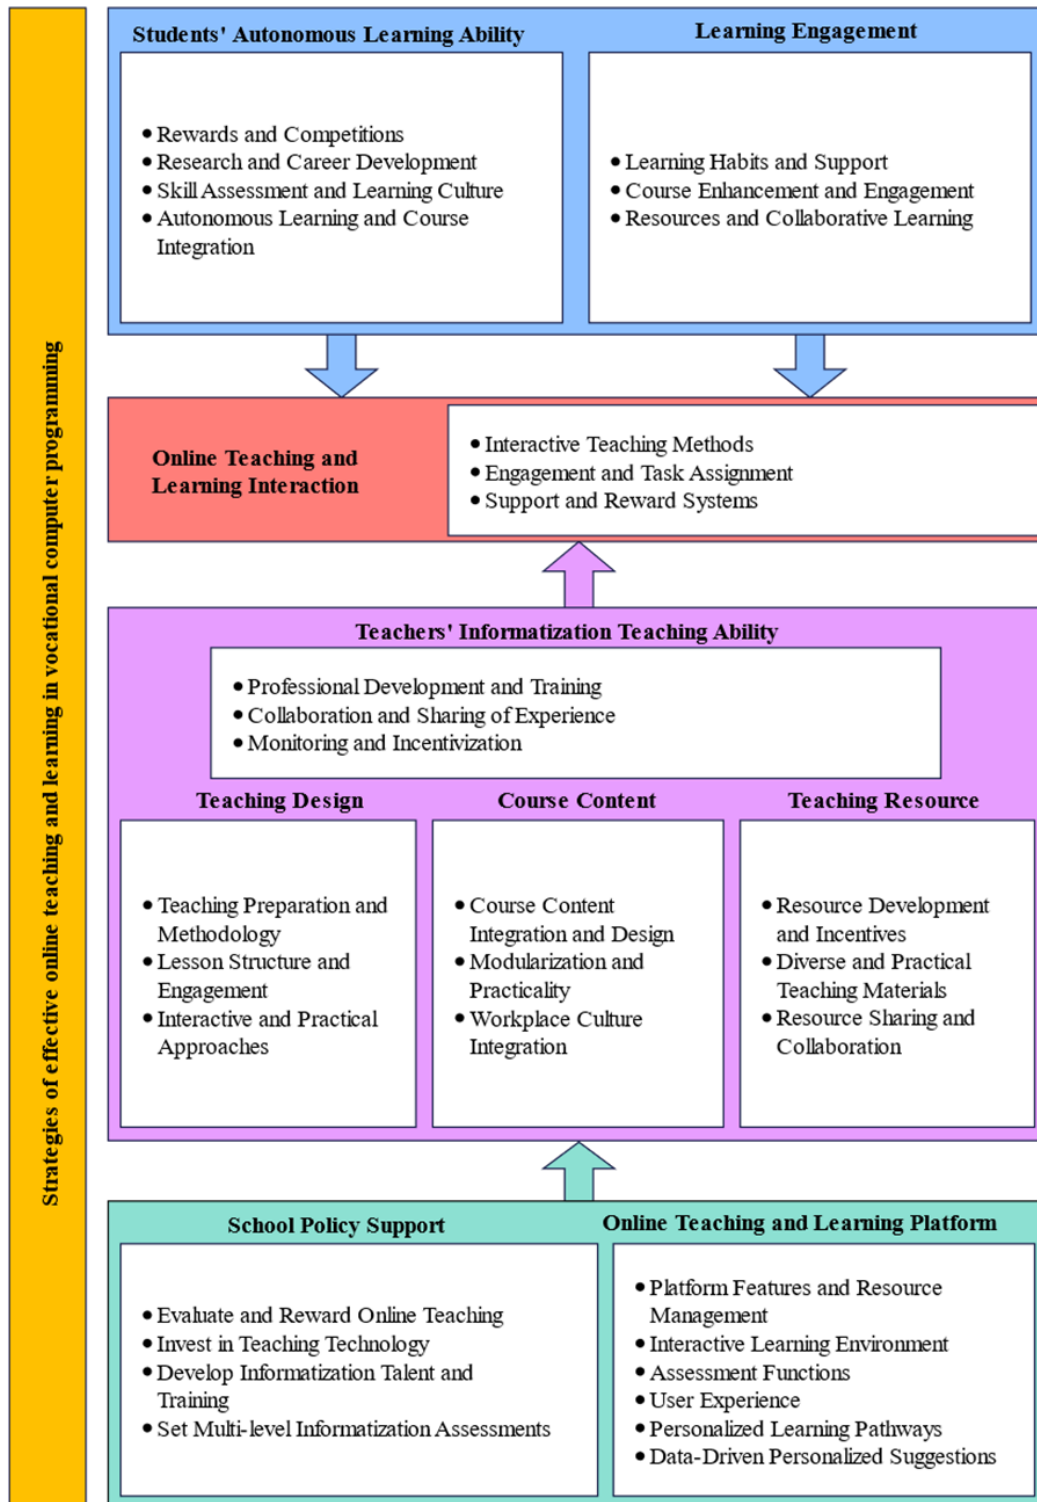 Strategies of effective online teaching and learning in vocational computer programming
Students' Autonomous Learning Ability
• Rewards and Competitions
• Research and Career Development
• Skill Assessment and Learning Culture
• Autonomous Learning and Course
Integration
Learning Engagement
• Learning Habits and Support
• Course Enhancement and Engagement
• Resources and Collaborative Learning
Online Teaching and
Learning Interaction
• Interactive Teaching Methods
• Engagement and Task Assignment
• Support and Reward Systems
Teachers' Informatization Teaching Ability
• Professional Development and Training
• Collaboration and Sharing of Experience
• Monitoring and Incentivization
Teaching Design
• Teaching Preparation and
Methodology
• Lesson Structure and
Engagement
• Interactive and Practical
Approaches
Course Content
• Course Content
Integration and Design
• Modularization and
Practicality
• Workplace Culture
Integration
Teaching Resource
• Resource Development
and Incentives
• Diverse and Practical
Teaching Materials
• Resource Sharing and
Collaboration
School Policy Support
• Evaluate and Reward Online Teaching
• Invest in Teaching Technology
• Develop Informatization Talent and
Training
• Set Multi-level Informatization Assessments
Online Teaching and Learning Platform
• Platform Features and Resource
Management
• Interactive Learning Environment
• Assessment Functions
• User Experience
• Personalized Learning Pathways
• Data-Driven Personalized Suggestions